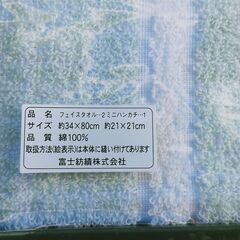 品 名 フェイスタオル…2 ミニハンカチ…1
サイズ 約34×80cm 約21×21cm
品 質 綿100%
取扱方法(絵表示)は本体に縫い付けてあります
富士紡績株式会社